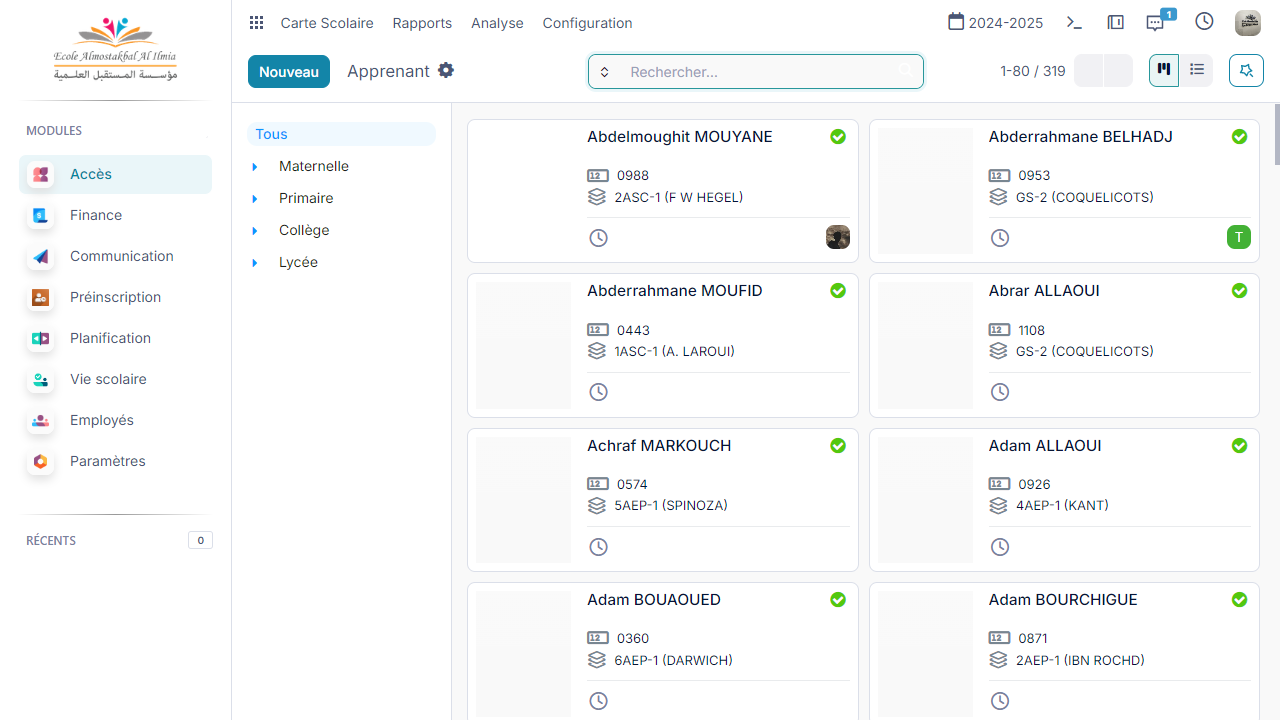 Ecole Almostakbal Al Ilmia
مؤسسة المستقبل العلمية
Carte Scolaire Rapports Analyse Configuration
2024-2025
1
Nouveau
Apprenant
Rechercher...
1-80 / 319
MODULES
Accès
Finance
Communication
Préinscription
Planification
Vie scolaire
Employés
Paramètres
RÉCENTS
0
Tous
Maternelle
Primaire
Collège
Lycée
Abdelmoughit MOUYANE
0988
2ASC-1 (F W HEGEL)
Abderrahmane BELHADJ
0953
GS-2 (COQUELICOTS)
T
Abderrahmane MOUFID
0443
1ASC-1 (A. LAROUI)
Abrar ALLAOUI
1108
GS-2 (COQUELICOTS)
Achraf MARKOUCH
0574
5AEP-1 (SPINOZA)
Adam ALLAOUI
0926
4AEP-1 (KANT)
Adam BOUAOUED
0360
6AEP-1 (DARWICH)
Adam BOURCHIGUE
0871
2AEP-1 (IBN ROCHD)